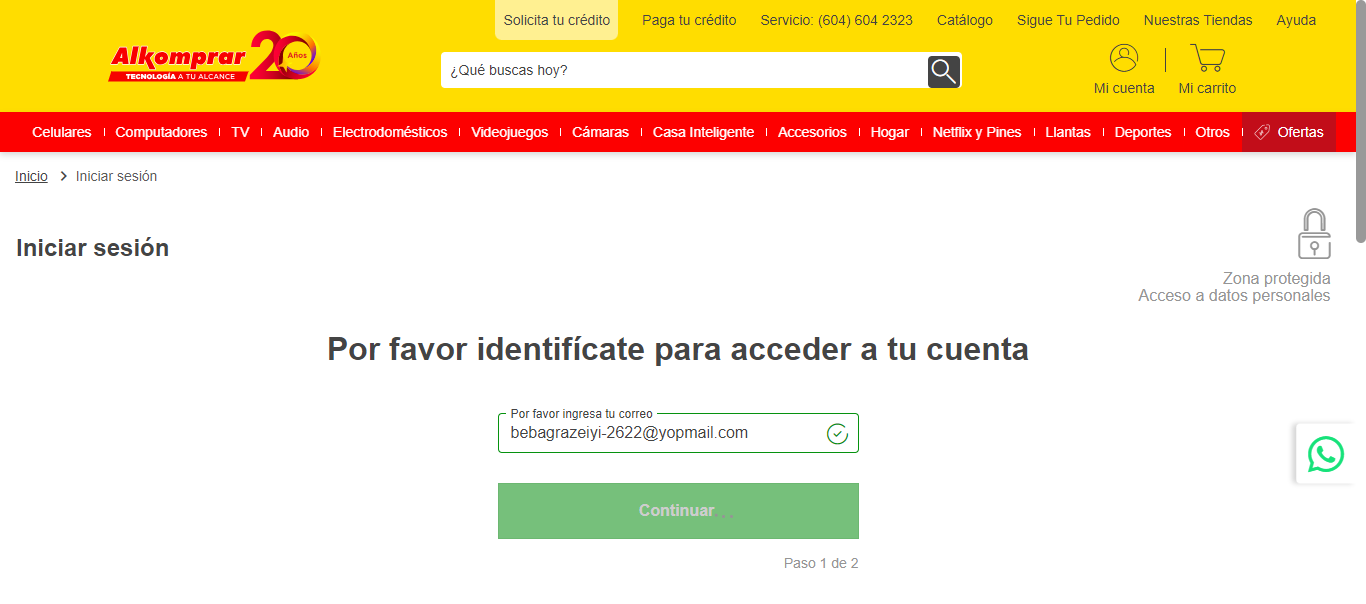 Solicita tu crédito Paga tu crédito Servicio: (604) 604 2323 Catálogo Sigue Tu Pedido Nuestras Tiendas Ayuda
Alkomprar 20 Años
TECNOLOGÍA A TU ALCANCE
¿Qué buscas hoy?
Mi cuenta Mi carrito
Celulares Computadores TV Audio Electrodomésticos Videojuegos Cámaras Casa Inteligente Accesorios Hogar Netflix y Pines Llantas Deportes Otros Ofertas
Inicio Iniciar sesión
Iniciar sesión
Zona protegida
Acceso a datos personales
Por favor identifícate para acceder a tu cuenta
Por favor ingresa tu correo
bebagrazeiyi-2622@yopmail.com
Continuar...
Paso 1 de 2